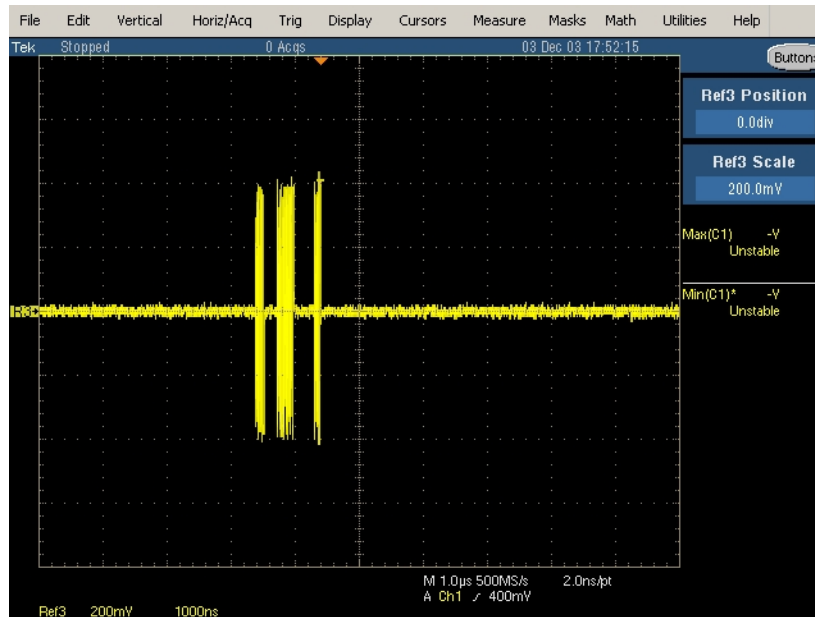 File Edit Vertical Horiz/Acq Trig Display Cursors Measure Masks Math Utilities Help
Tek Stopped 0 Acqs 03 Dec 03 17:52:15
Buttons
Ref3 Position
0.0div
Ref3 Scale
200.0mV
Max(C1) -V
Unstable
Min(C1)* -V
Unstable
R3
M 1.0µs 500MS/s 2.0ns/pt
A Ch1 ∕ 400mV
Ref3 200mV 1000ns